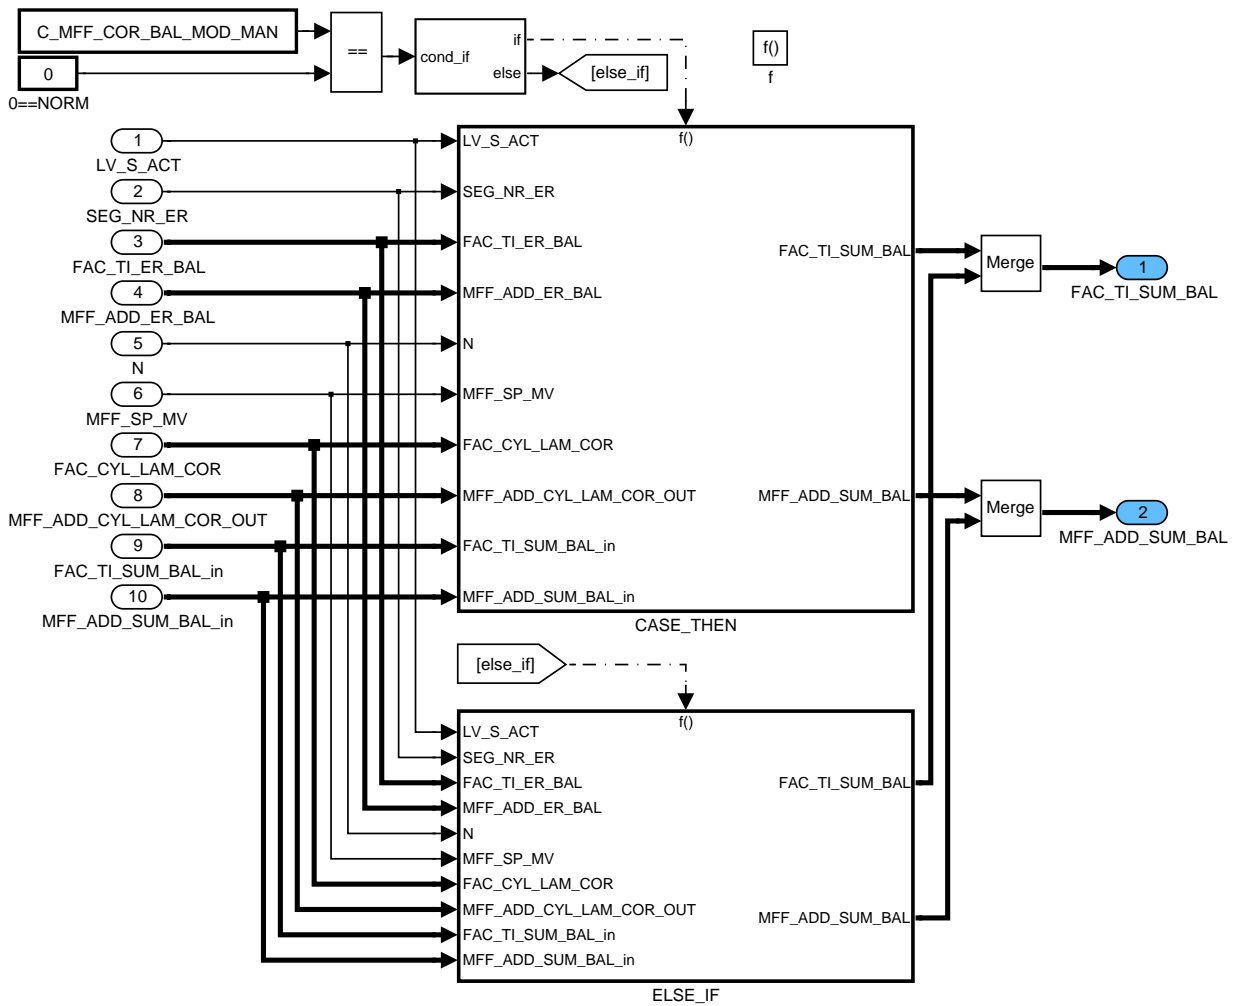 C_MFF_COR_BAL_MOD_MAN
0
0==NORM
==
cond_if
if
else
[else_if]
f()
f
1
LV_S_ACT
2
SEG_NR_ER
3
FAC_TI_ER_BAL
4
MFF_ADD_ER_BAL
5
N
6
MFF_SP_MV
7
FAC_CYL_LAM_COR
8
MFF_ADD_CYL_LAM_COR_OUT
9
FAC_TI_SUM_BAL_in
10
MFF_ADD_SUM_BAL_in
f()
LV_S_ACT
SEG_NR_ER
FAC_TI_ER_BAL
MFF_ADD_ER_BAL
N
MFF_SP_MV
FAC_CYL_LAM_COR
MFF_ADD_CYL_LAM_COR_OUT
FAC_TI_SUM_BAL_in
MFF_ADD_SUM_BAL_in
FAC_TI_SUM_BAL
MFF_ADD_SUM_BAL
CASE_THEN
Merge
1
FAC_TI_SUM_BAL
Merge
2
MFF_ADD_SUM_BAL
[else_if]
f()
LV_S_ACT
SEG_NR_ER
FAC_TI_ER_BAL
MFF_ADD_ER_BAL
N
MFF_SP_MV
FAC_CYL_LAM_COR
MFF_ADD_CYL_LAM_COR_OUT
FAC_TI_SUM_BAL_in
MFF_ADD_SUM_BAL_in
FAC_TI_SUM_BAL
MFF_ADD_SUM_BAL
ELSE_IF